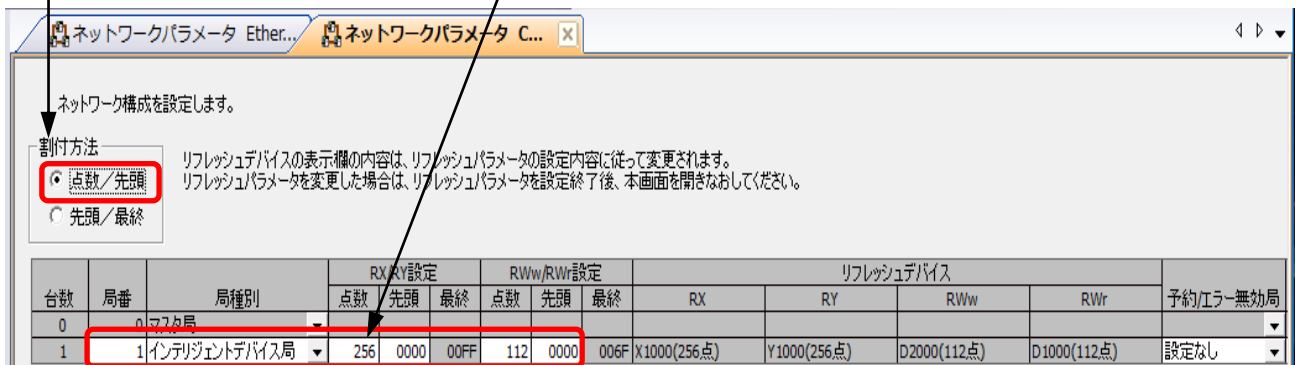 ネットワークパラメータ Ether... ネットワークパラメータ C...
ネットワーク構成を設定します。
割付方法
点数／先頭
先頭／最終
リフレッシュデバイスの表示欄の内容は、リフレッシュパラメータの設定内容に従って変更されます。
リフレッシュパラメータを変更した場合は、リフレッシュパラメータを設定終了後、本画面を開きなおしてください。
台数 局番 局種別 RX/RY設定 RWw/RWr設定 リフレッシュデバイス 予約/エラー無効局
点数 先頭 最終 点数 先頭 最終 RX RY RWw RWr
0 0 マスタ局
1 1 インテリジェントデバイス局 256 0000 00FF 112 0000 006F X1000(256点) Y1000(256点) D2000(112点) D1000(112点) 設定なし